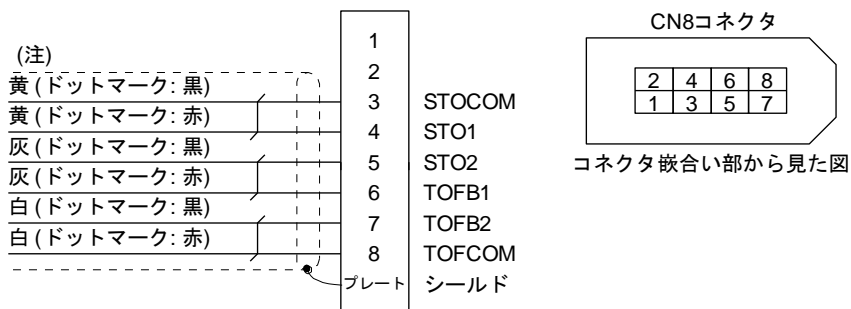 (注)
黄 (ドットマーク: 黒)
黄 (ドットマーク: 赤)
灰 (ドットマーク: 黒)
灰 (ドットマーク: 赤)
白 (ドットマーク: 黒)
白 (ドットマーク: 赤)
1
2
3 STOCOM
4 STO1
5 STO2
6 TOFB1
7 TOFB2
8 TOFCOM
プレート シールド
CN8コネクタ
2 4 6 8
1 3 5 7
コネクタ嵌合い部から見た図